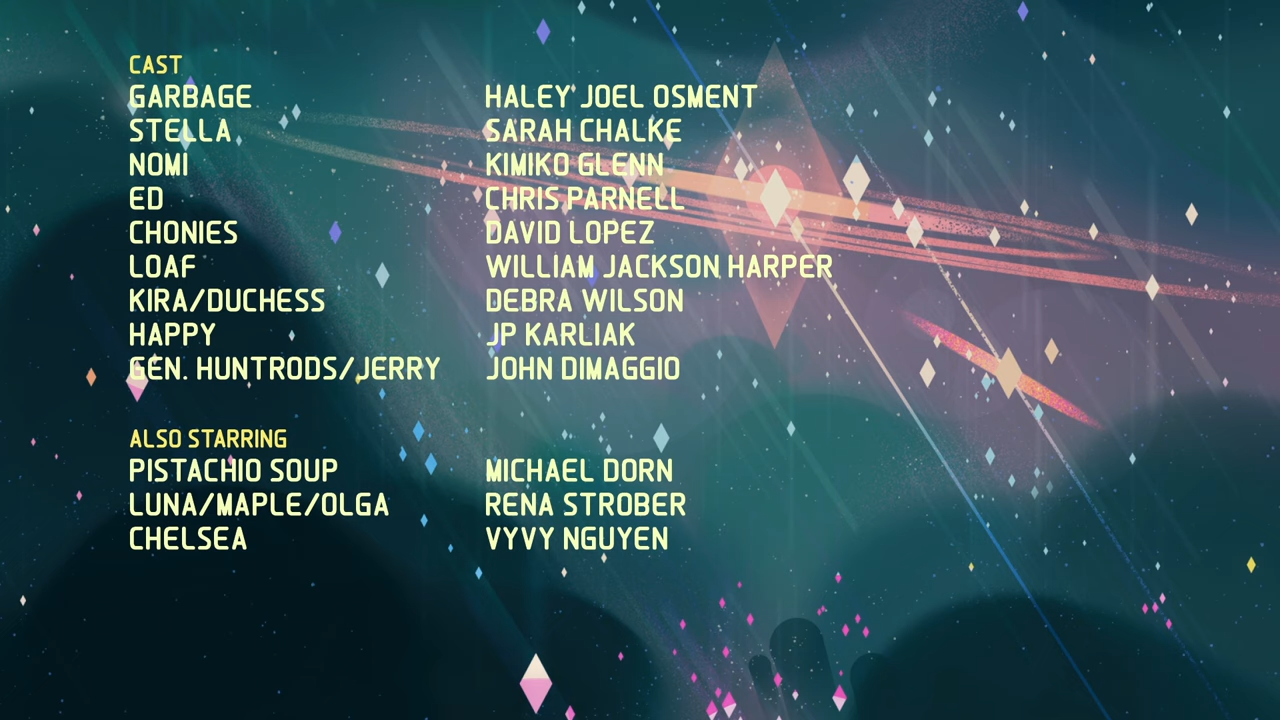 CAST
GARBAGE HALEY JOEL OSMENT
STELLA SARAH CHALKE
NOMI KIMIKO GLENN
ED CHRIS PARNELL
CHONIES DAVID LOPEZ
LOAF WILLIAM JACKSON HARPER
KIRA/DUCHESS DEBRA WILSON
HAPPY JP KARLIAK
GEN. HUNTRODS/JERRY JOHN DIMAGGIO
ALSO STARRING
PISTACHIO SOUP MICHAEL DORN
LUNA/MAPLE/OLGA RENA STROBER
CHELSEA VYVY NGUYEN